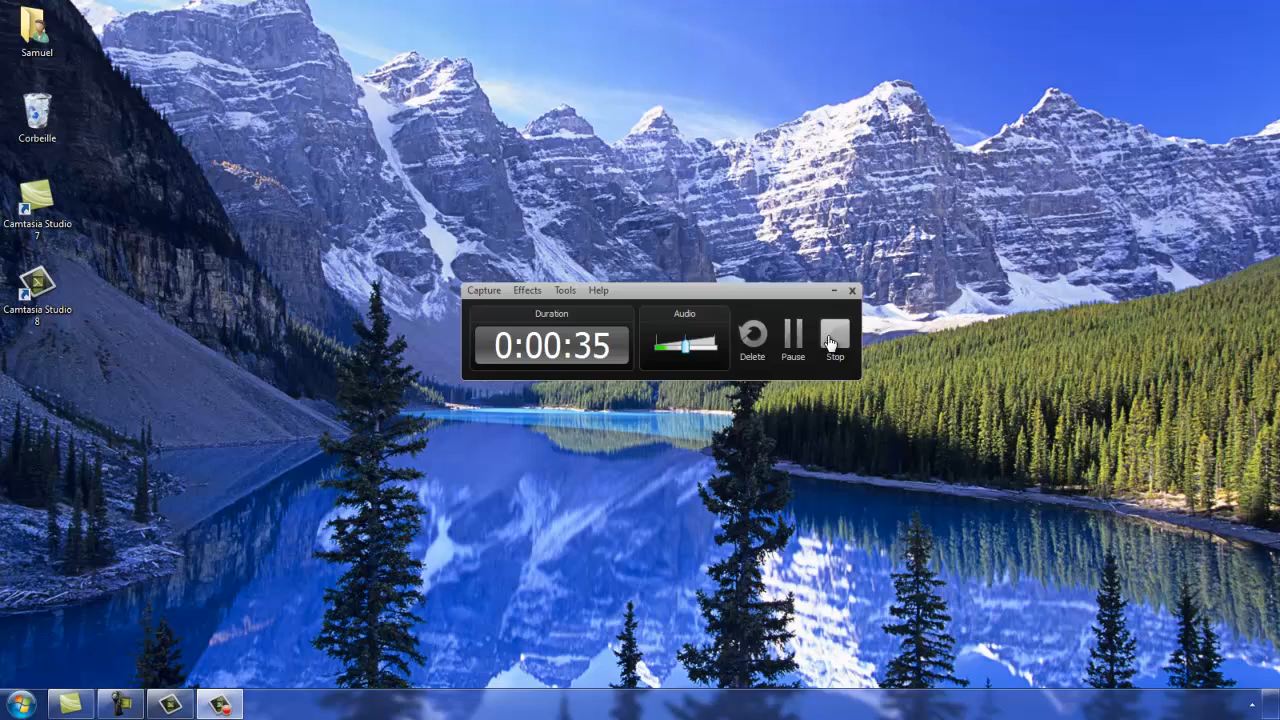 Samuel
Corbeille
Camtasia Studio
7
Camtasia Studio
8
Capture Effects Tools Help
Duration
0:00:35
Audio
Delete Pause Stop